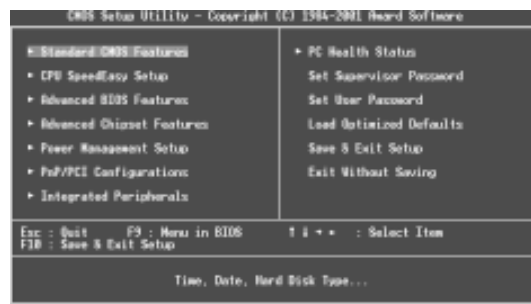 CMOS Setup Utility - Copyright (C) 1984-2001 Award Software
▸ Standard CMOS Features
▸ CPU SpeedEasy Setup
▸ Advanced BIOS Features
▸ Advanced Chipset Features
▸ Power Management Setup
▸ PnP/PCI Configurations
▸ Integrated Peripherals
▸ PC Health Status
Set Supervisor Password
Set User Password
Load Optimized Defaults
Save & Exit Setup
Exit Without Saving
Esc : Quit F9 : Menu in BIOS ↑ ↓ → ← : Select Item
F10 : Save & Exit Setup
Time, Date, Hard Disk Type...